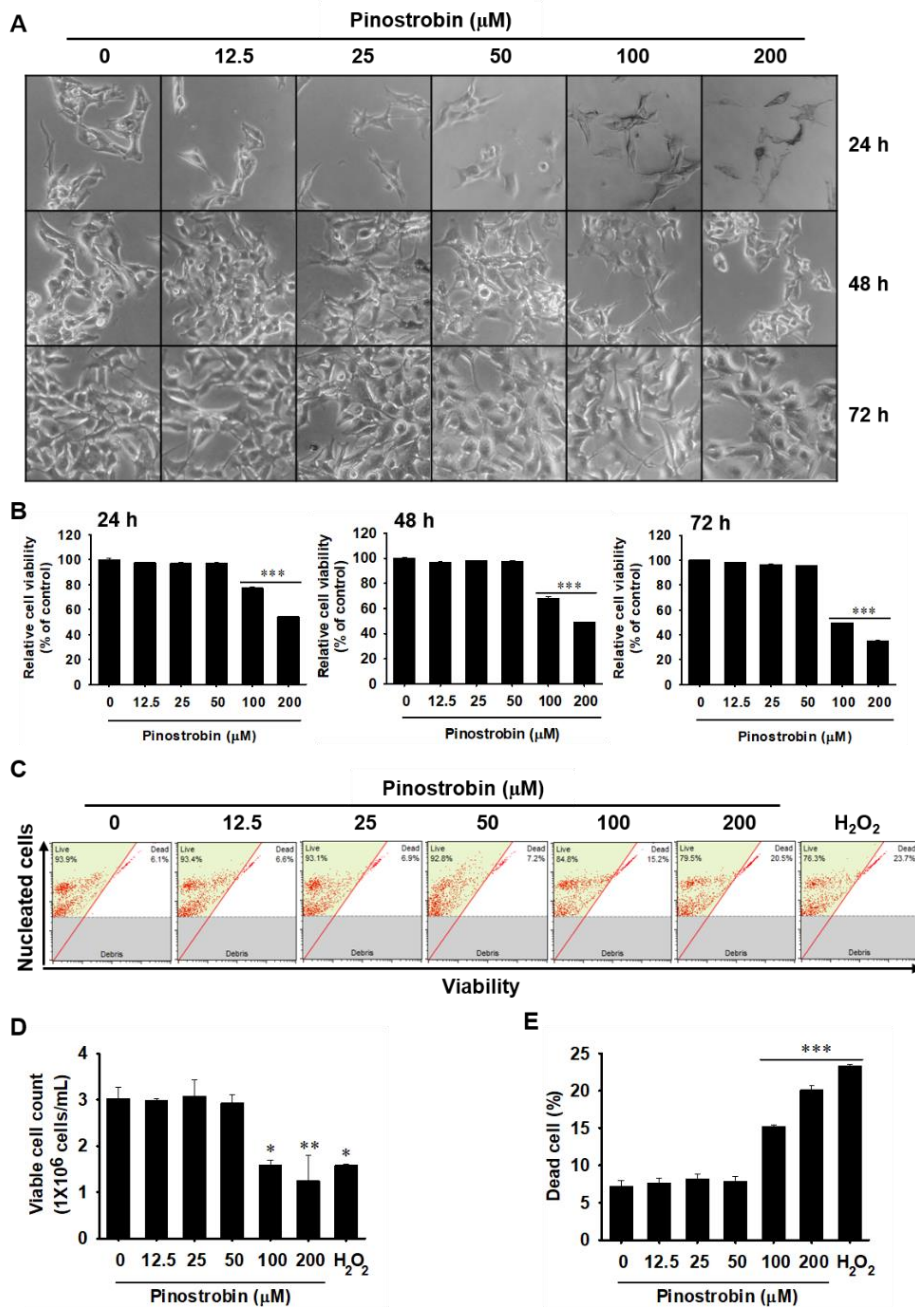 A
Pinostrobin (μM)
0 12.5 25 50 100 200
24 h
48 h
72 h
B
24 h
48 h
72 h
Relative cell viability
(% of control)
120
100
80
60
40
20
0
***
0 12.5 25 50 100 200
Pinostrobin (μM)
Relative cell viability
(% of control)
120
100
80
60
40
20
0
***
0 12.5 25 50 100 200
Pinostrobin (μM)
Relative cell viability
(% of control)
120
100
80
60
40
20
0
***
0 12.5 25 50 100 200
Pinostrobin (μM)
C
Pinostrobin (μM)
0 12.5 25 50 100 200 H₂O₂
Nucleated cells
Live Dead
93.9% 6.1%
Debris
Live Dead
93.4% 6.6%
Debris
Live Dead
93.1% 6.9%
Debris
Live Dead
92.8% 7.2%
Debris
Live Dead
84.8% 15.2%
Debris
Live Dead
79.5% 20.5%
Debris
Live Dead
76.3% 23.7%
Debris
Viability
D
Viable cell count
(1X10⁶ cells/mL)
4
3
2
1
0
* ** *
0 12.5 25 50 100 200 H₂O₂
Pinostrobin (μM)
E
Dead cell (%)
25
20
15
10
5
0
***
0 12.5 25 50 100 200 H₂O₂
Pinostrobin (μM)